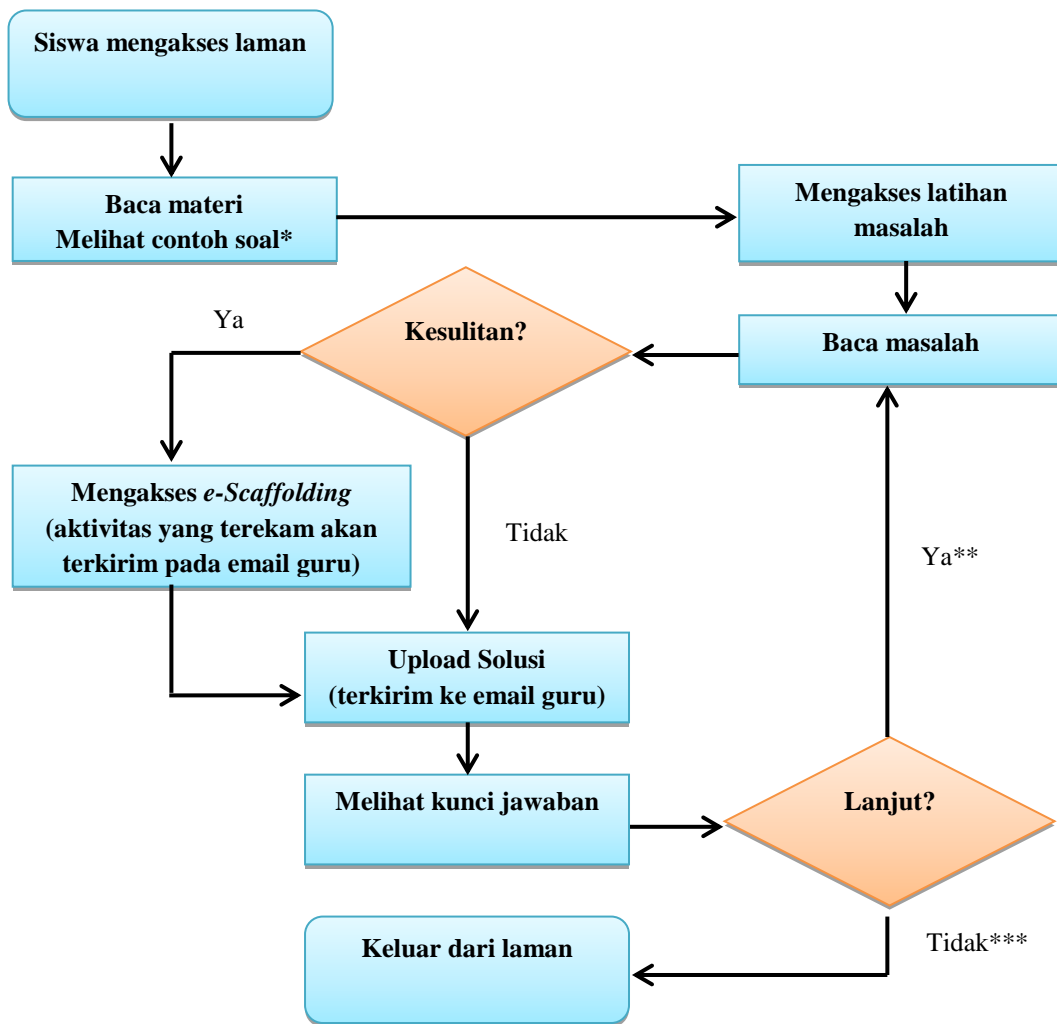 Siswa mengakses laman
Baca materi
Melihat contoh soal*
Mengakses latihan
masalah
Baca masalah
Kesulitan?
Ya
Mengakses e-Scaffolding
(aktivitas yang terekam akan
terkirim pada email guru)
Tidak
Upload Solusi
(terkirim ke email guru)
Melihat kunci jawaban
Lanjut?
Ya**
Tidak***
Keluar dari laman